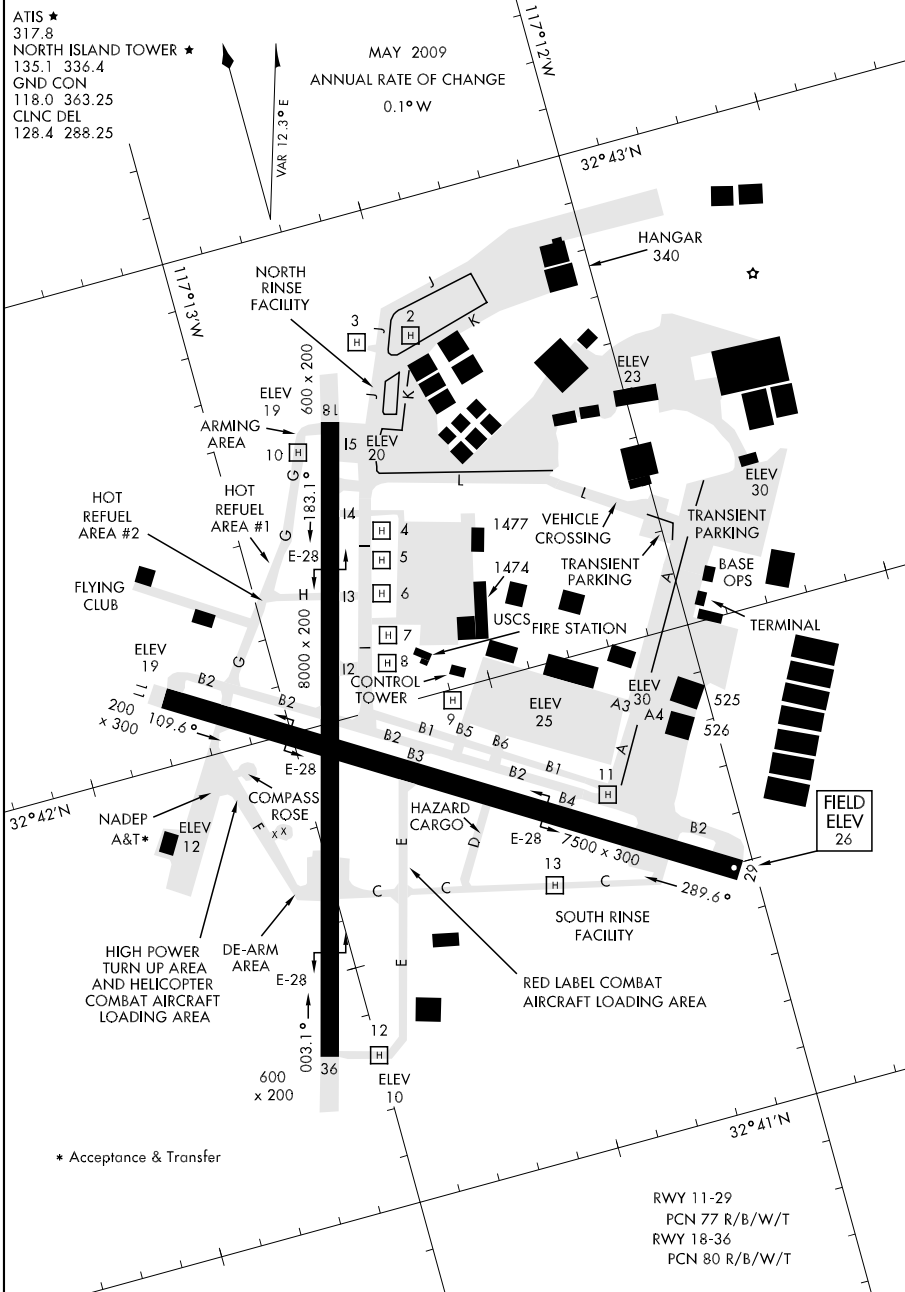 ATIS ★
317.8
NORTH ISLAND TOWER ★
135.1 336.4
GND CON
118.0 363.25
CLNC DEL
128.4 288.25
VAR 12.3° E
MAY 2009
ANNUAL RATE OF CHANGE
0.1° W
117°12'W
32°43'N
117°13'W
HANGAR
340
NORTH
RINSE
FACILITY
J
K
3
H
2
H
J
J
K
600 x 200
ELEV
19
18
ELEV
23
ARMING
AREA
10
H
I5
ELEV
20
G
183.1°
L
L
ELEV
30
HOT
REFUEL
AREA #2
HOT
REFUEL
AREA #1
I4
H
4
1477
VEHICLE
CROSSING
TRANSIENT
PARKING
G
E-28
H
5
1474
TRANSIENT
PARKING
A
BASE
OPS
FLYING
CLUB
H
I3
H
6
USCS
FIRE STATION
TERMINAL
8000 x 200
H
7
ELEV
19
G
I2
H
8
CONTROL
TOWER
I
I
11
B2
B2
H
9
ELEV
25
ELEV
30
A3
A4
525
526
200
x 300
109.6°
B2
B1
B5
B6
B3
B2
B1
A
11
H
E-28
B4
B2
32°42'N
NADEP
A&T*
ELEV
12
COMPASS
ROSE
F
x x
HAZARD
CARGO
E
D
E-28
7500 x 300
FIELD
ELEV
26
29
289.6°
13
H
C
C
C
SOUTH RINSE
FACILITY
HIGH POWER
TURN UP AREA
AND HELICOPTER
COMBAT AIRCRAFT
LOADING AREA
DE-ARM
AREA
E-28
E
RED LABEL COMBAT
AIRCRAFT LOADING AREA
003.1°
36
12
H
ELEV
10
600
x 200
32°41'N
* Acceptance & Transfer
RWY 11-29
PCN 77 R/B/W/T
RWY 18-36
PCN 80 R/B/W/T